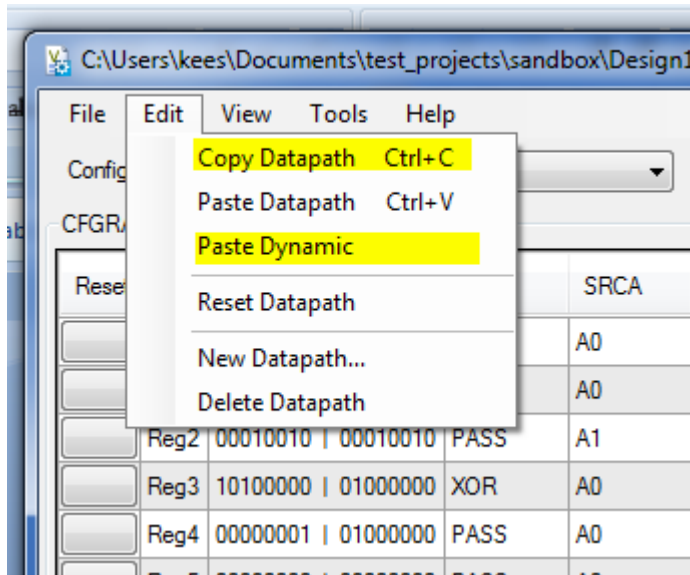 C:\Users\kees\Documents\test_projects\sandbox\Design1
File Edit View Tools Help
Copy Datapath Ctrl+C
Config
Paste Datapath Ctrl+V
Paste Dynamic
Reset SRCA
Reset Datapath
A0
New Datapath...
A0
Delete Datapath
Reg2 00010010 | 00010010 PASS A1
Reg3 10100000 | 01000000 XOR A0
Reg4 00000001 | 01000000 PASS A0